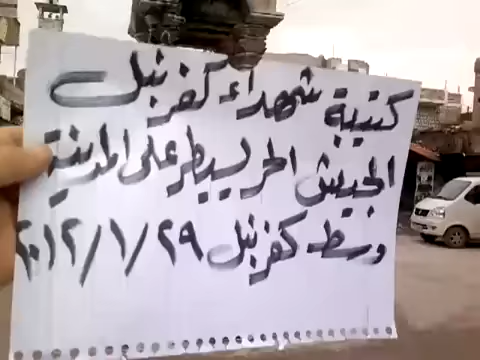 كتيبة شهداء كفرنبل
الجيش الحر يسيطر على المدينة
وسط كفرنبل ٢٠١٢/١/٢٩